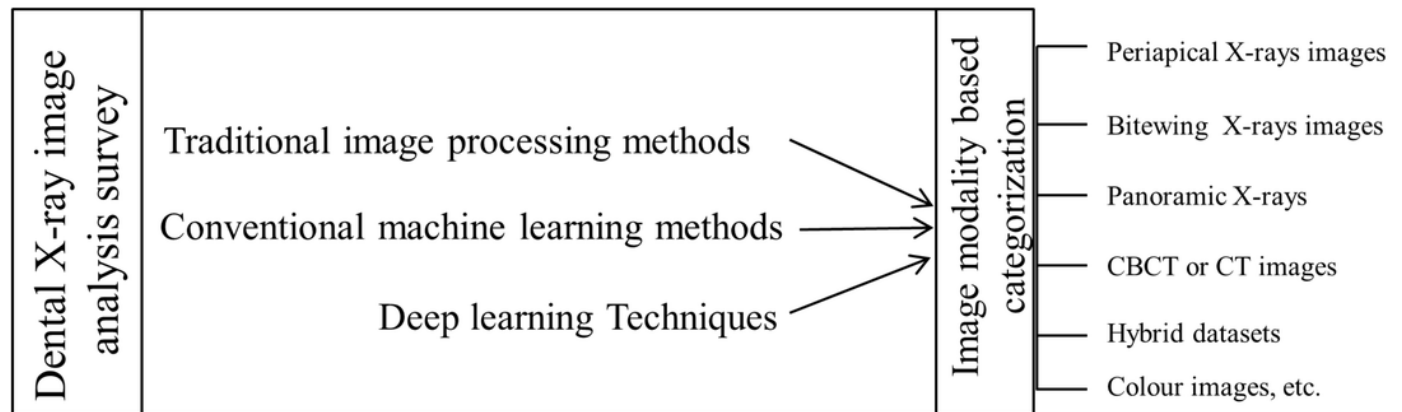 Dental X-ray image
analysis survey
Traditional image processing methods
Conventional machine learning methods
Deep learning Techniques
Image modality based
categorization
Periapical X-rays images
Bitewing X-rays images
Panoramic X-rays
CBCT or CT images
Hybrid datasets
Colour images, etc.